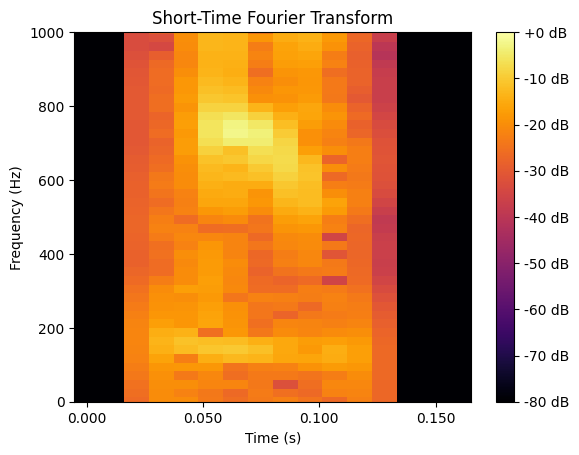 Short-Time Fourier Transform
1000
800
600
400
200
0
Frequency (Hz)
0.000
0.050
0.100
0.150
Time (s)
+0 dB
-10 dB
-20 dB
-30 dB
-40 dB
-50 dB
-60 dB
-70 dB
-80 dB